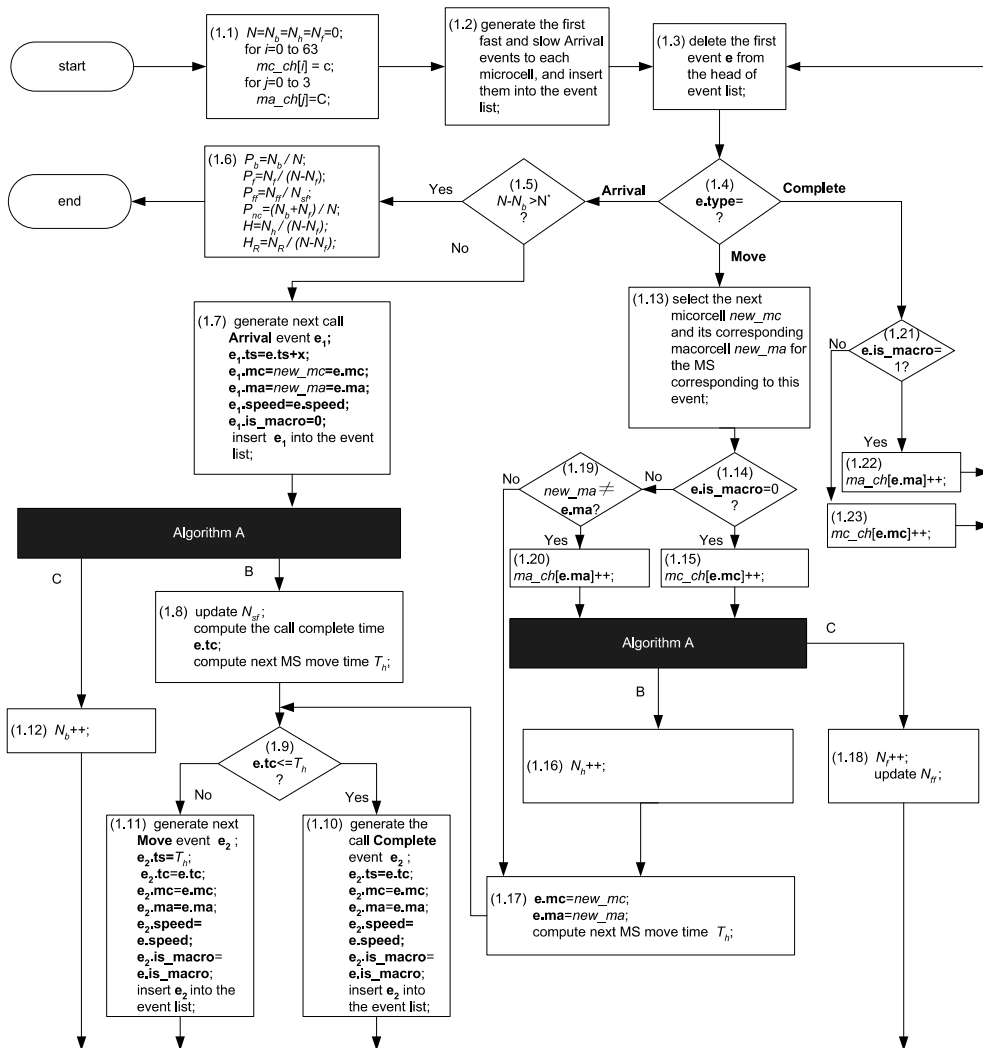 start
(1.1) N=N_b=N_h=N_f=0;
for i=0 to 63
mc_ch[i] = c;
for j=0 to 3
ma_ch[j]=C;
(1.2) generate the first
fast and slow Arrival
events to each
microcell, and insert
them into the event
list;
(1.3) delete the first
event e from
the head of
event list;
end
(1.6) P_b=N_b / N;
P_f=N_f / (N-N_f);
P_ff=N_ff / N_sf;
P_nc=(N_b+N_f) / N;
H=N_h / (N-N_f);
H_R=N_R / (N-N_f);
Yes
(1.5)
N-N_b >N*
?
No
Arrival
(1.4)
e.type=
?
Complete
Move
(1.7) generate next call
Arrival event e_1;
e_1.ts=e.ts+x;
e_1.mc=new_mc=e.mc;
e_1.ma=new_ma=e.ma;
e_1.speed=e.speed;
e_1.is_macro=0;
insert e_1 into the event
list;
(1.13) select the next
micorcell new_mc
and its corresponding
macorcell new_ma for
the MS
corresponding to this
event;
No
(1.21)
e.is_macro=
1?
Yes
(1.22)
ma_ch[e.ma]++;
(1.23)
mc_ch[e.mc]++;
No
(1.19)
new_ma≠
e.ma?
No
(1.14)
e.is_macro=0
?
Yes
Yes
(1.20)
ma_ch[e.ma]++;
(1.15)
mc_ch[e.mc]++;
Algorithm A
C
B
Algorithm A
C
B
(1.8) update N_sf;
compute the call complete time
e.tc;
compute next MS move time T_h;
(1.12) N_b++;
(1.9)
e.tc<=T_h
?
No
Yes
(1.16) N_h++;
(1.18) N_f++;
update N_ff;
(1.11) generate next
Move event e_2 ;
e_2.ts=T_h;
e_2.tc=e.tc;
e_2.mc=e.mc;
e_2.ma=e.ma;
e_2.speed=
e.speed;
e_2.is_macro=
e.is_macro;
insert e_2 into the
event list;
(1.10) generate the
call Complete
event e_2 ;
e_2.ts=e.tc;
e_2.mc=e.mc;
e_2.ma=e.ma;
e_2.speed=
e.speed;
e_2.is_macro=
e.is_macro;
insert e_2 into
the event list;
(1.17) e.mc=new_mc;
e.ma=new_ma;
compute next MS move time T_h;